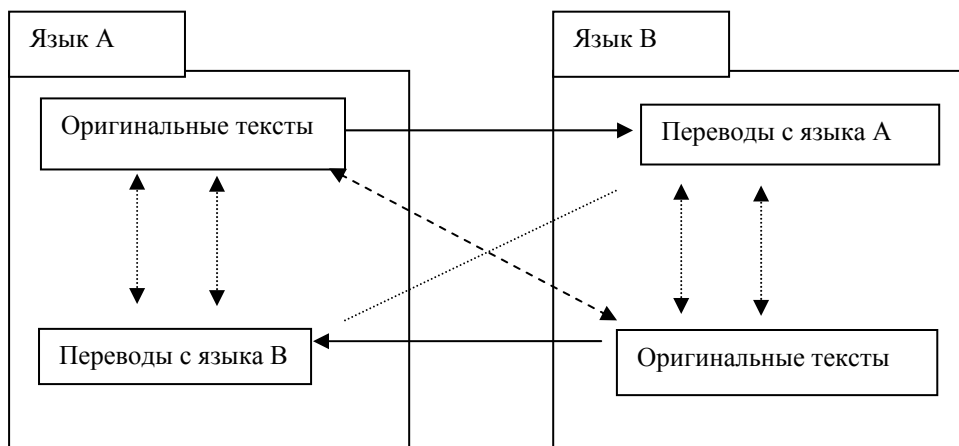 Язык А
Язык В
Оригинальные тексты
Переводы с языка А
Переводы с языка В
Оригинальные тексты